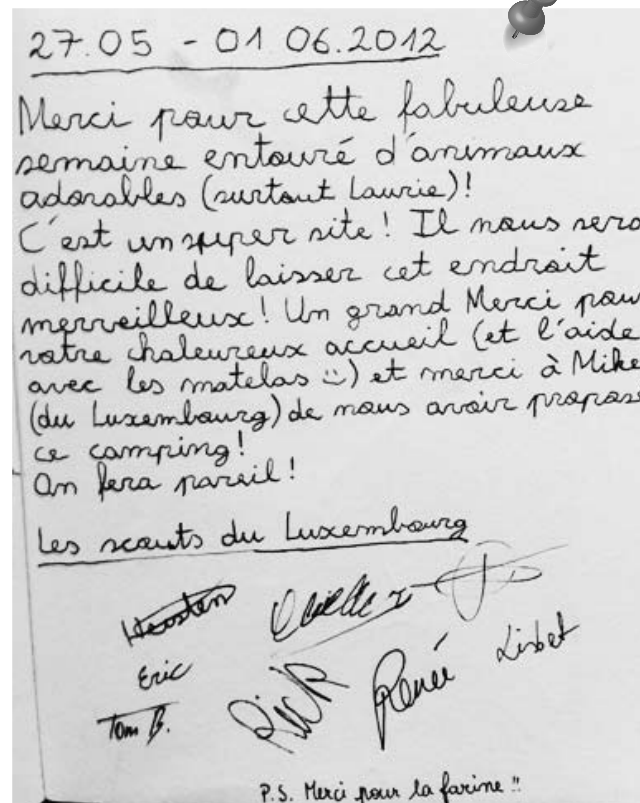 27.05 - 01 06.2012
Merci pour cette fabuleuse
semaine entouré d'animaux
adorables (surtout Laurie)!
C'est un super site! Il nous sera
difficile de laisser cet endroit
merveilleux! Un grand Merci pour
votre chaleureux accueil (et l'aide
avec les matelas :) et merci à Mike
(du Luxembourg) de nous avoir proposé
ce camping!
On fera pareil!
Les scouts du Luxembourg
Eric
Rick
Renée
Lisbet
Tom B.
P.S. Merci pour la farine !!